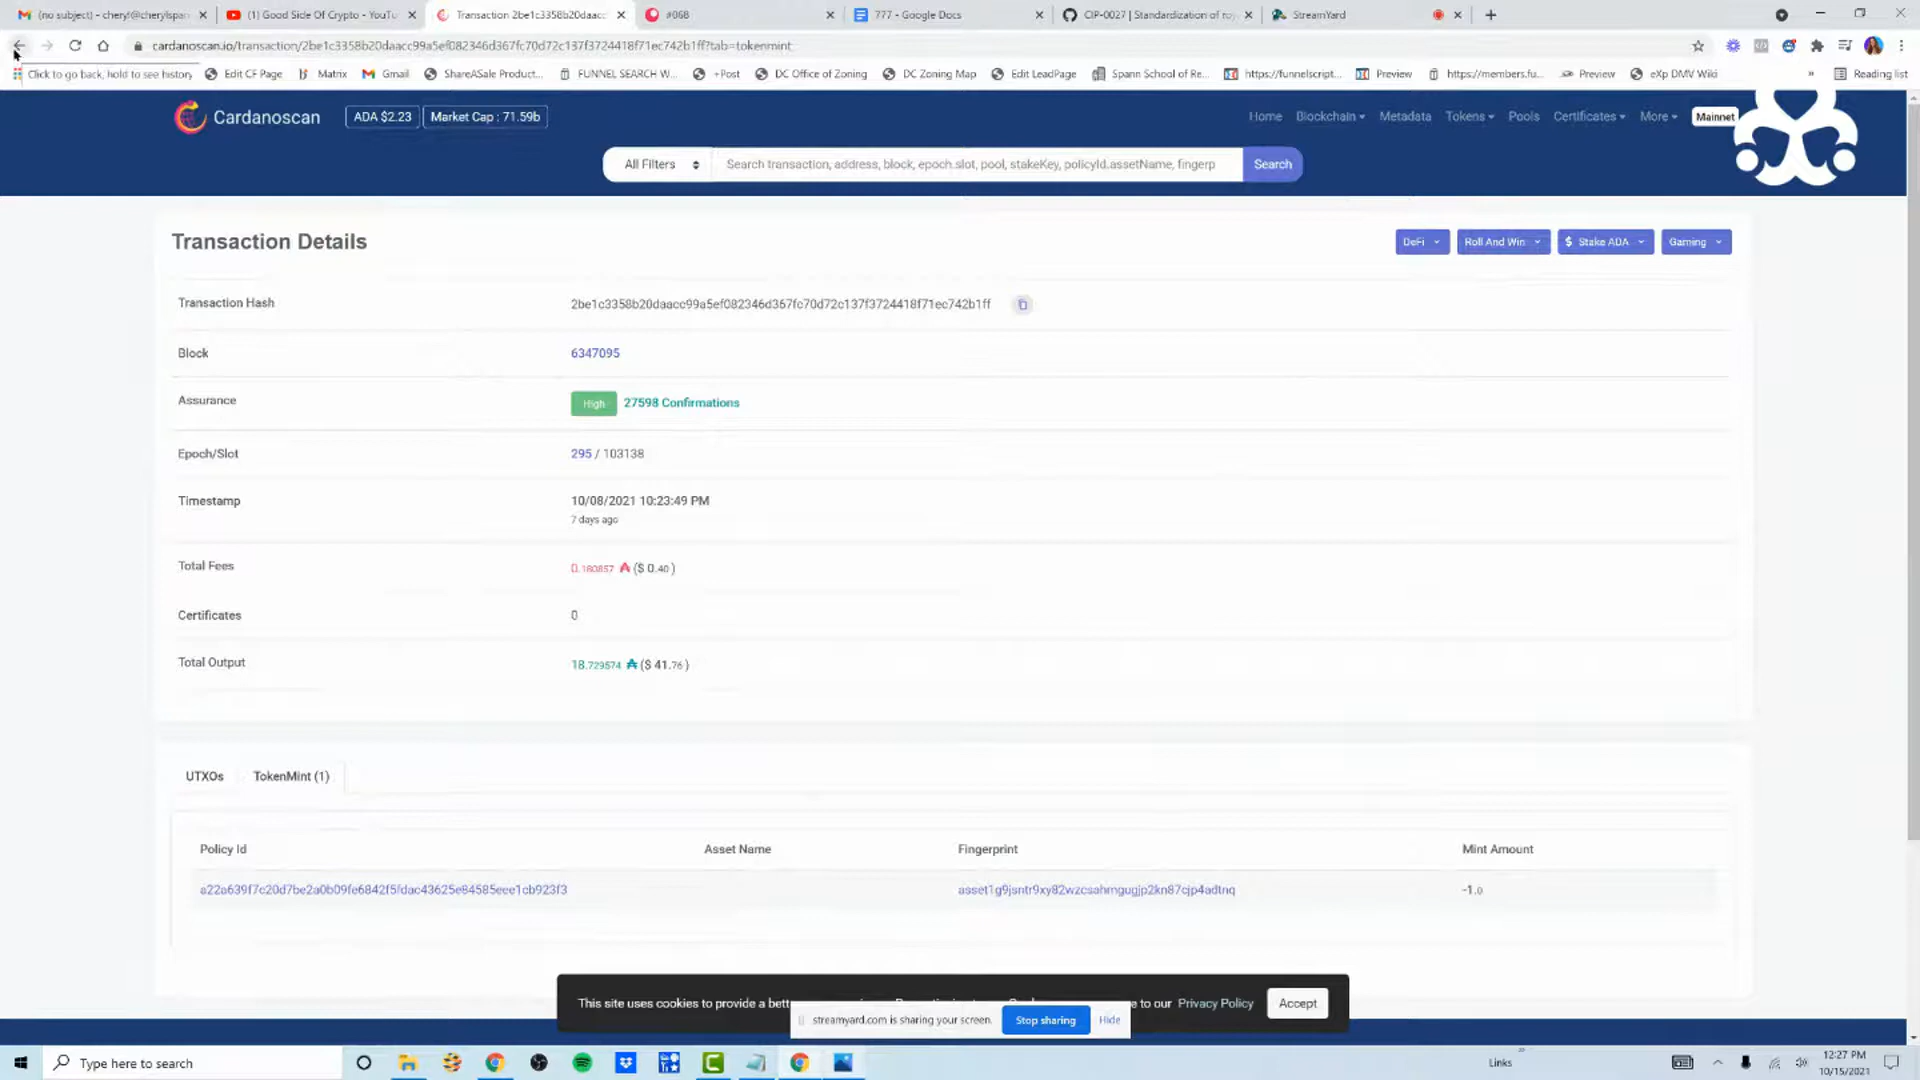 (no subject) - cheryl@cherylspan
(1) Good Side Of Crypto - YouTu
Transaction 2be1c3358b20daacc
#068
777 - Google Docs
CIP-0027 | Standardization of roy
StreamYard
cardanoscan.io/transaction/2be1c3358b20daacc99a5ef082346d367fc70d72c137f3724418f71ec742b1ff?tab=tokenmint
Click to go back, hold to see history
Edit CF Page
Matrix
Gmail
ShareASale Product...
FUNNEL SEARCH W...
+Post
DC Office of Zoning
DC Zoning Map
Edit LeadPage
Spann School of Re...
https://funnelscript...
Preview
https://members.fu...
Preview
eXp DMV Wiki
»
Reading list
Cardanoscan
ADA $2.23
Market Cap : 71.59b
Home
Blockchain
Metadata
Tokens
Pools
Certificates
More
Mainnet
All Filters
Search transaction, address, block, epoch.slot, pool, stakeKey, policyId.assetName, fingerp
Search
Transaction Details
DeFi
Roll And Win
$ Stake ADA
Gaming
Transaction Hash
2be1c3358b20daacc99a5ef082346d367fc70d72c137f3724418f71ec742b1ff
Block
6347095
Assurance
High
27598 Confirmations
Epoch/Slot
295 / 103138
Timestamp
10/08/2021 10:23:49 PM
7 days ago
Total Fees
0.180857 ₳ ($ 0.40 )
Certificates
0
Total Output
18.729574 ₳ ($ 41.76 )
UTXOs
TokenMint (1)
Policy Id
Asset Name
Fingerprint
Mint Amount
a22a639f7c20d7be2a0b09fe6842f5fdac43625e84585eee1cb923f3
asset1g9jsntr9xy82wzcsahmgugjp2kn87cjp4adtnq
-1.0
This site uses cookies to provide a bett
e to our Privacy Policy
Accept
streamyard.com is sharing your screen.
Stop sharing
Hide
Type here to search
Links
»
12:27 PM
10/15/2021